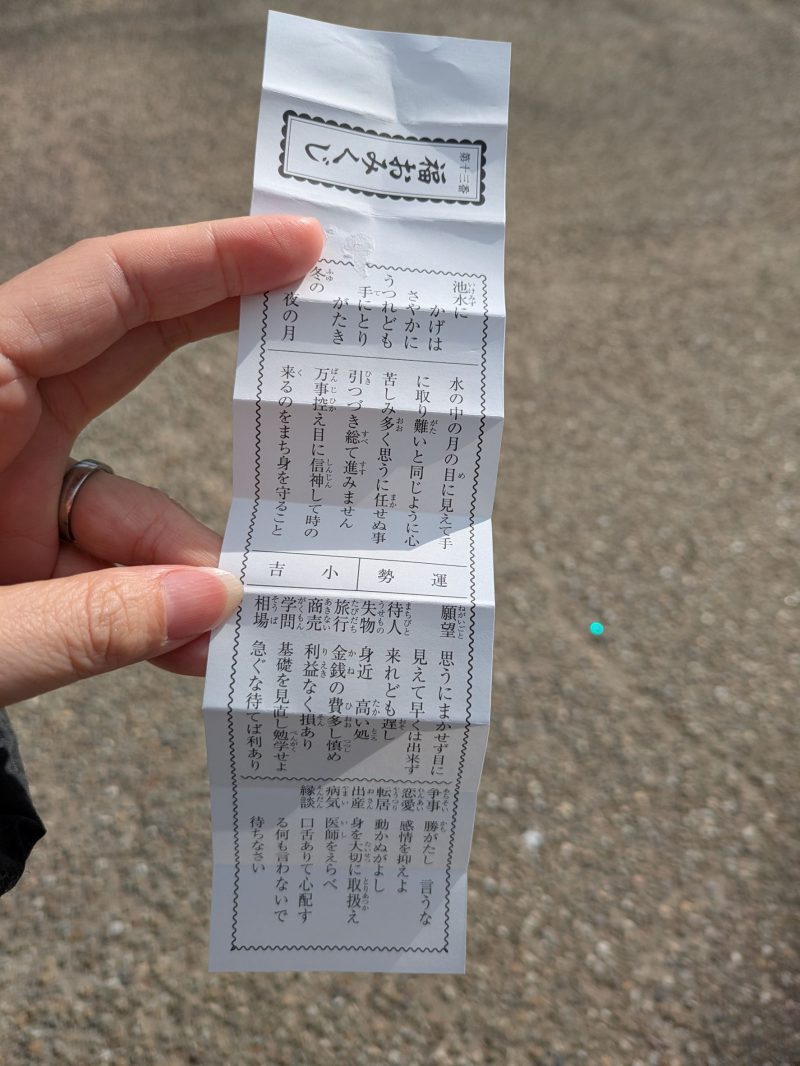 第十三番
福おみくじ
池水に
かげは
さやかに
うつれども
手にとり
がたき
冬の
夜の月
水の中の月の目に見えて手
に取り難いと同じように心
苦しみ多く思うに任せぬ事
引つづき総て進みません
万事控え目に信神して時の
来るのをまち身を守ること
運勢
小吉
願望 思うにまかせず目に
見えて早くは出来ず
待人 来れども遅し
失物 身近 高い処
旅行 金銭の費多し慎め
商売 利益なく損あり
学問 基礎を見直し勉学せよ
相場 急ぐな待てば利あり
争事 勝がたし 言うな
恋愛 感情を抑えよ
転居 動かぬがよし
出産 身を大切に取扱え
病気 医師をえらべ
縁談 口舌ありて心配す
る何も言わないで
待ちなさい